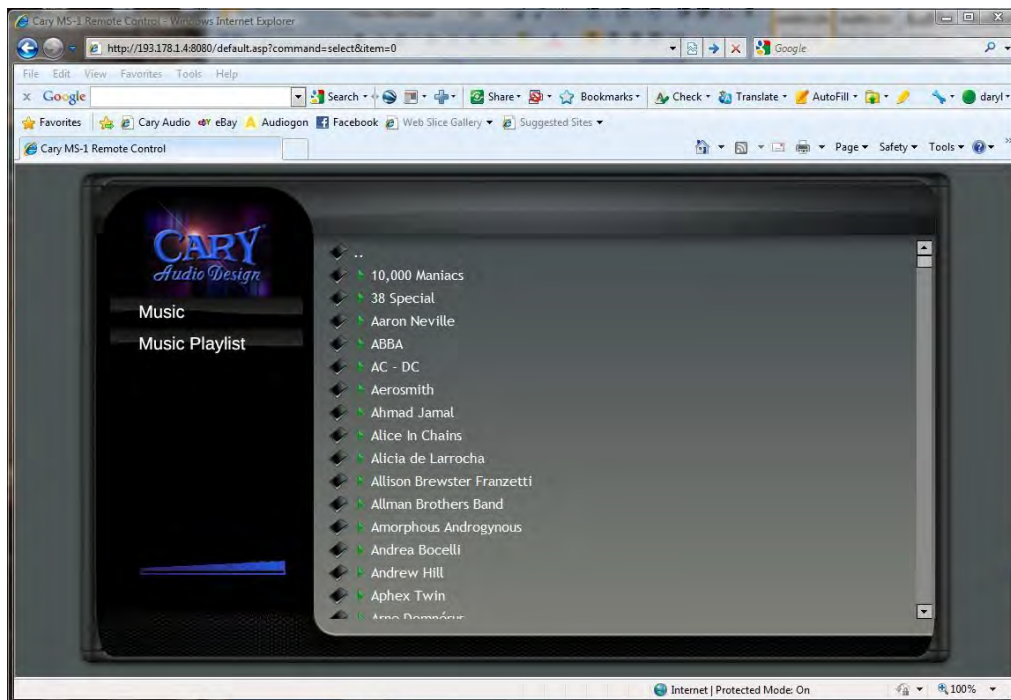 Cary MS-1 Remote Control - Windows Internet Explorer
http://193.178.1.4:8080/default.asp?command=select&item=0
Google
File Edit View Favorites Tools Help
x Google Search Share Bookmarks Check Translate AutoFill daryl
Favorites Cary Audio eBay Audiogon Facebook Web Slice Gallery Suggested Sites
Cary MS-1 Remote Control
Page Safety Tools
CARY
Audio Design
Music
Music Playlist
..
10,000 Maniacs
38 Special
Aaron Neville
ABBA
AC - DC
Aerosmith
Ahmad Jamal
Alice In Chains
Alicia de Larrocha
Allison Brewster Franzetti
Allman Brothers Band
Amorphous Androgynous
Andrea Bocelli
Andrew Hill
Aphex Twin
Internet | Protected Mode: On
100%